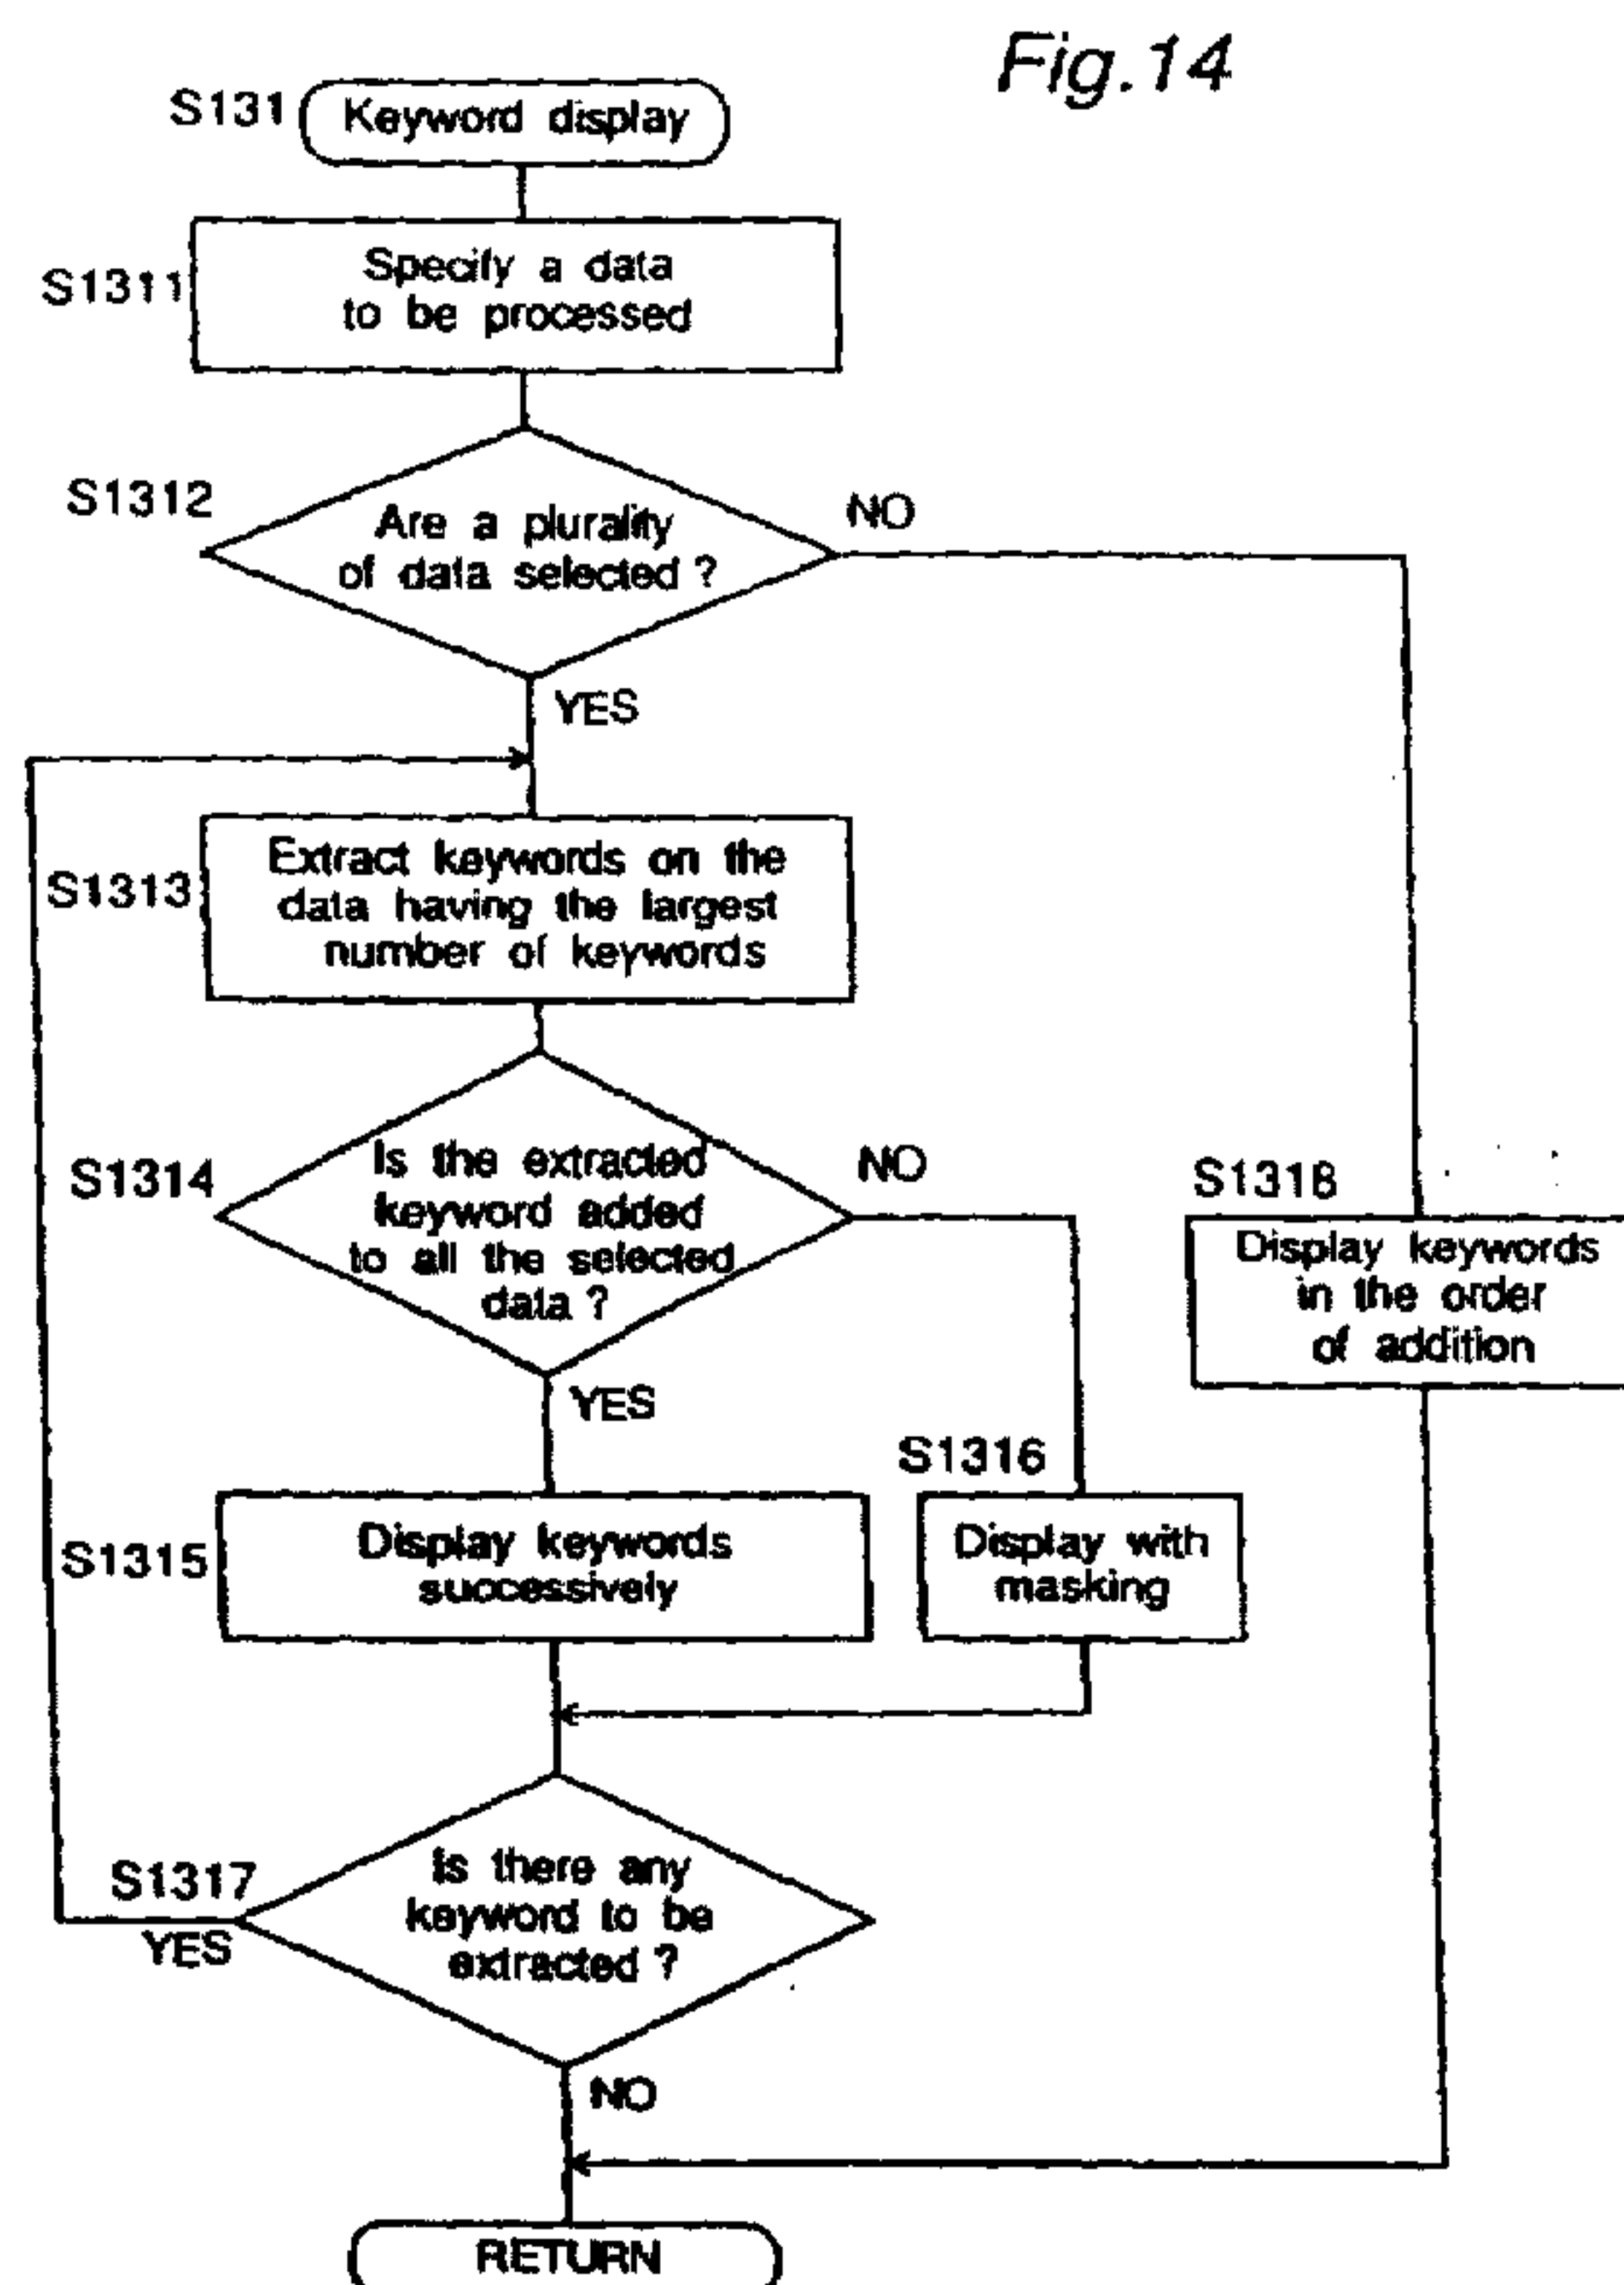 Fig.14
S131
Keyword display
S1311
Specify a data
to be processed
S1312
Are a plurality
of data selected ?
NO
YES
S1313
Extract keywords on the
data having the largest
number of keywords
S1314
Is the extracted
keyword added
to all the selected
data ?
NO
YES
S1318
Display keywords
in the order
of addition
S1315
Display keywords
successively
S1316
Display with
masking
S1317
Is there any
keyword to be
extracted ?
YES
NO
RETURN